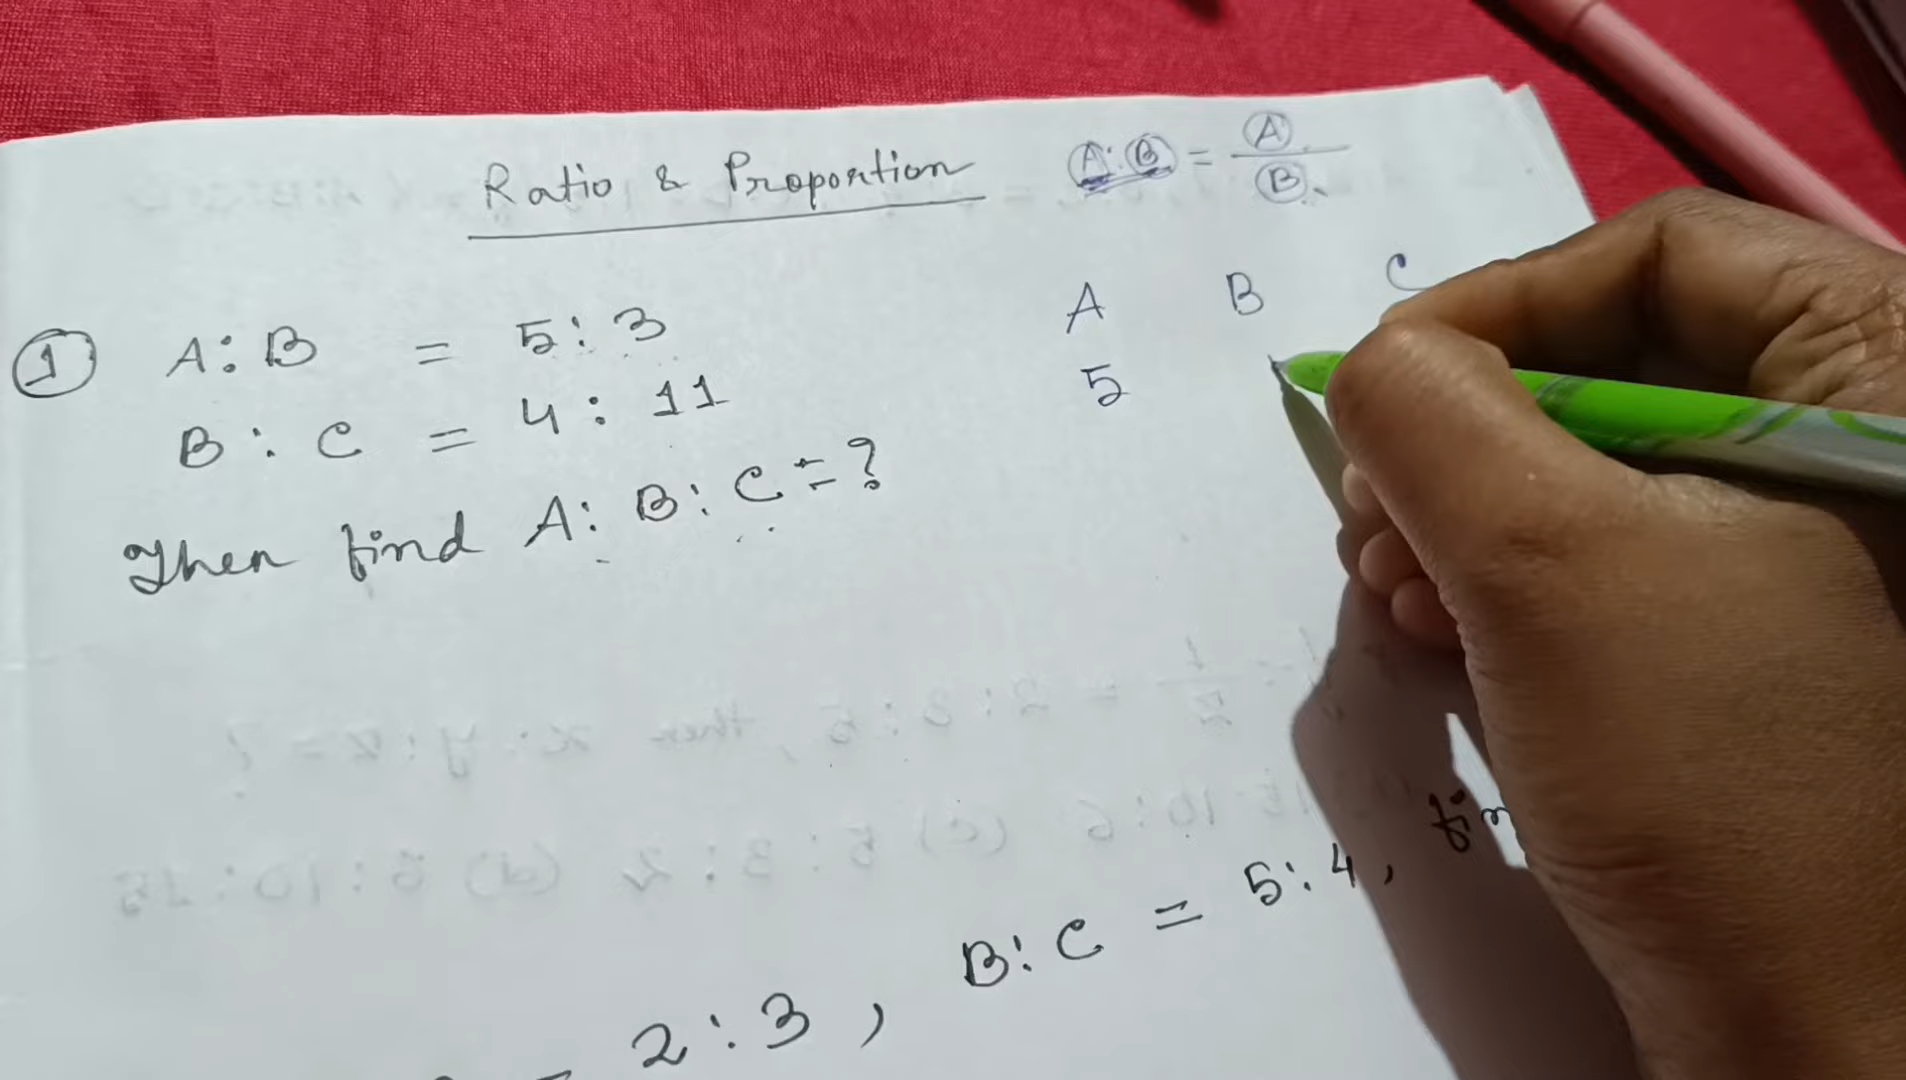 Ratio & Proportion
A:B = A/B
A B C
① A:B = 5:3
5
B:C = 4:11
Then find A:B:C = ?
B:C = 5:4,
2:3,